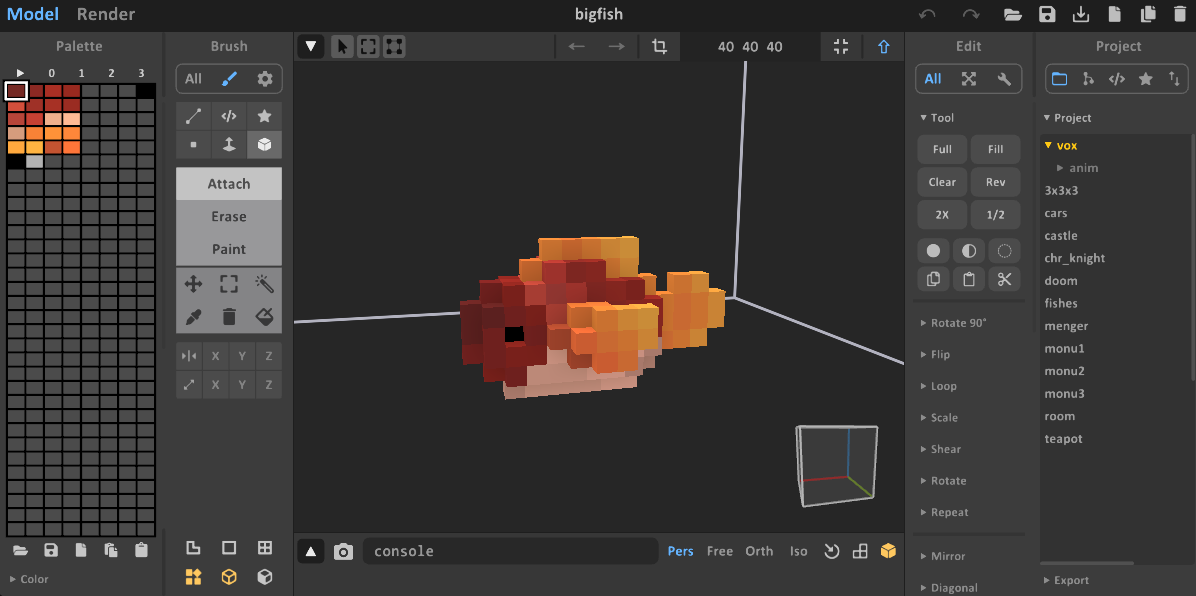 Model Render
bigfish
Palette
0 1 2 3
Color
Brush
All
Attach
Erase
Paint
X Y Z
X Y Z
40 40 40
console
Pers Free Orth Iso
Edit
All
Tool
Full Fill
Clear Rev
2X 1/2
Rotate 90°
Flip
Loop
Scale
Shear
Rotate
Repeat
Mirror
Diagonal
Project
Project
vox
anim
3x3x3
cars
castle
chr_knight
doom
fishes
menger
monu1
monu2
monu3
room
teapot
Export